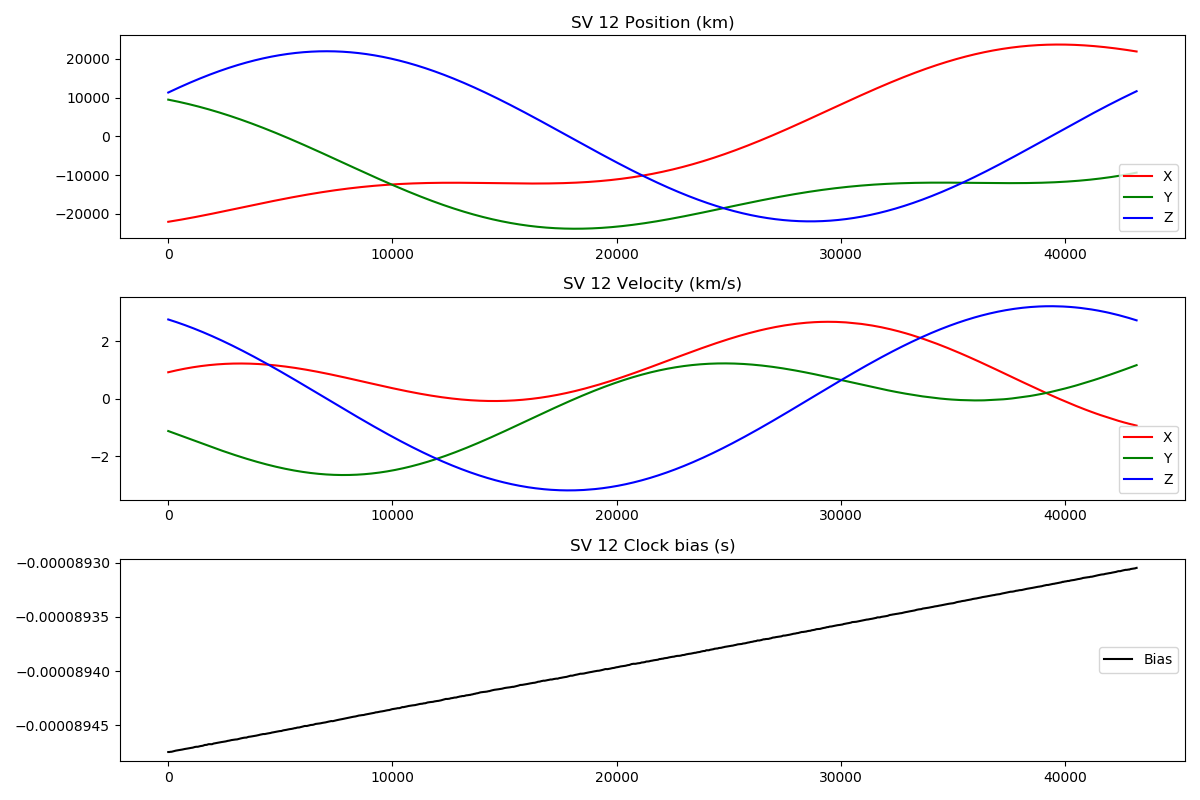 SV 12 Position (km)
20000
10000
0
−10000
−20000
X
Y
Z
0 10000 20000 30000 40000
SV 12 Velocity (km/s)
2
0
−2
X
Y
Z
0 10000 20000 30000 40000
SV 12 Clock bias (s)
−0.00008930
−0.00008935
−0.00008940
−0.00008945
Bias
0 10000 20000 30000 40000